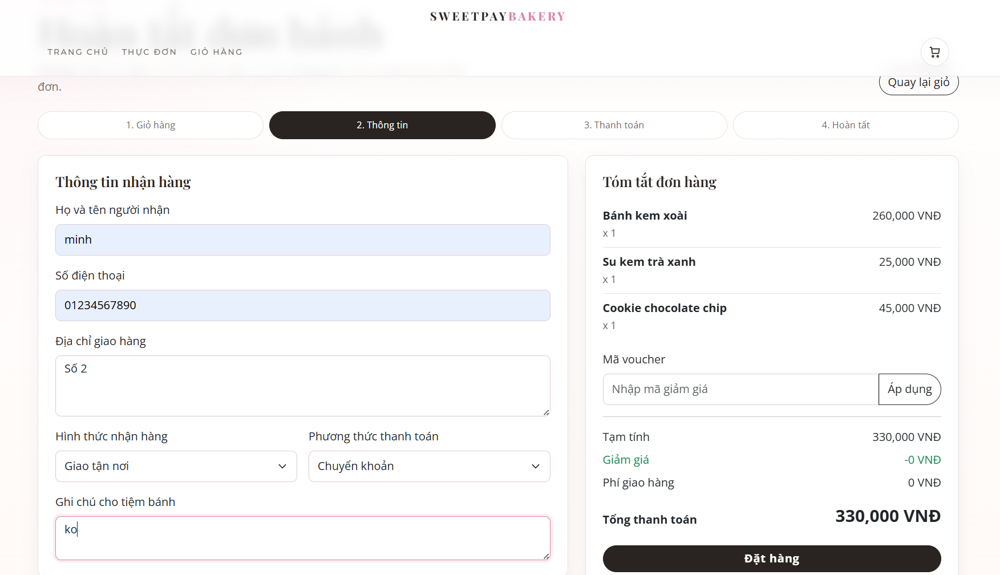 SWEETPAYBAKERY
Hoàn tất đơn bánh
TRANG CHỦ THỰC ĐƠN GIỎ HÀNG
đơn.
Quay lại giỏ
1. Giỏ hàng
2. Thông tin
3. Thanh toán
4. Hoàn tất
Thông tin nhận hàng
Họ và tên người nhận
minh
Số điện thoại
01234567890
Địa chỉ giao hàng
Số 2
Hình thức nhận hàng
Giao tận nơi
Phương thức thanh toán
Chuyển khoản
Ghi chú cho tiệm bánh
ko
Tóm tắt đơn hàng
Bánh kem xoài 260,000 VNĐ
x 1
Su kem trà xanh 25,000 VNĐ
x 1
Cookie chocolate chip 45,000 VNĐ
x 1
Mã voucher
Nhập mã giảm giá Áp dụng
Tạm tính 330,000 VNĐ
Giảm giá -0 VNĐ
Phí giao hàng 0 VNĐ
Tổng thanh toán 330,000 VNĐ
Đặt hàng